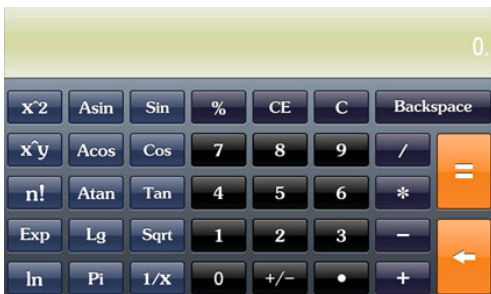 0.
x^2 Asin Sin % CE C Backspace
x^y Acos Cos 7 8 9 / =
n! Atan Tan 4 5 6 *
Exp Lg Sqrt 1 2 3 −
ln Pi 1/x 0 +/− • +